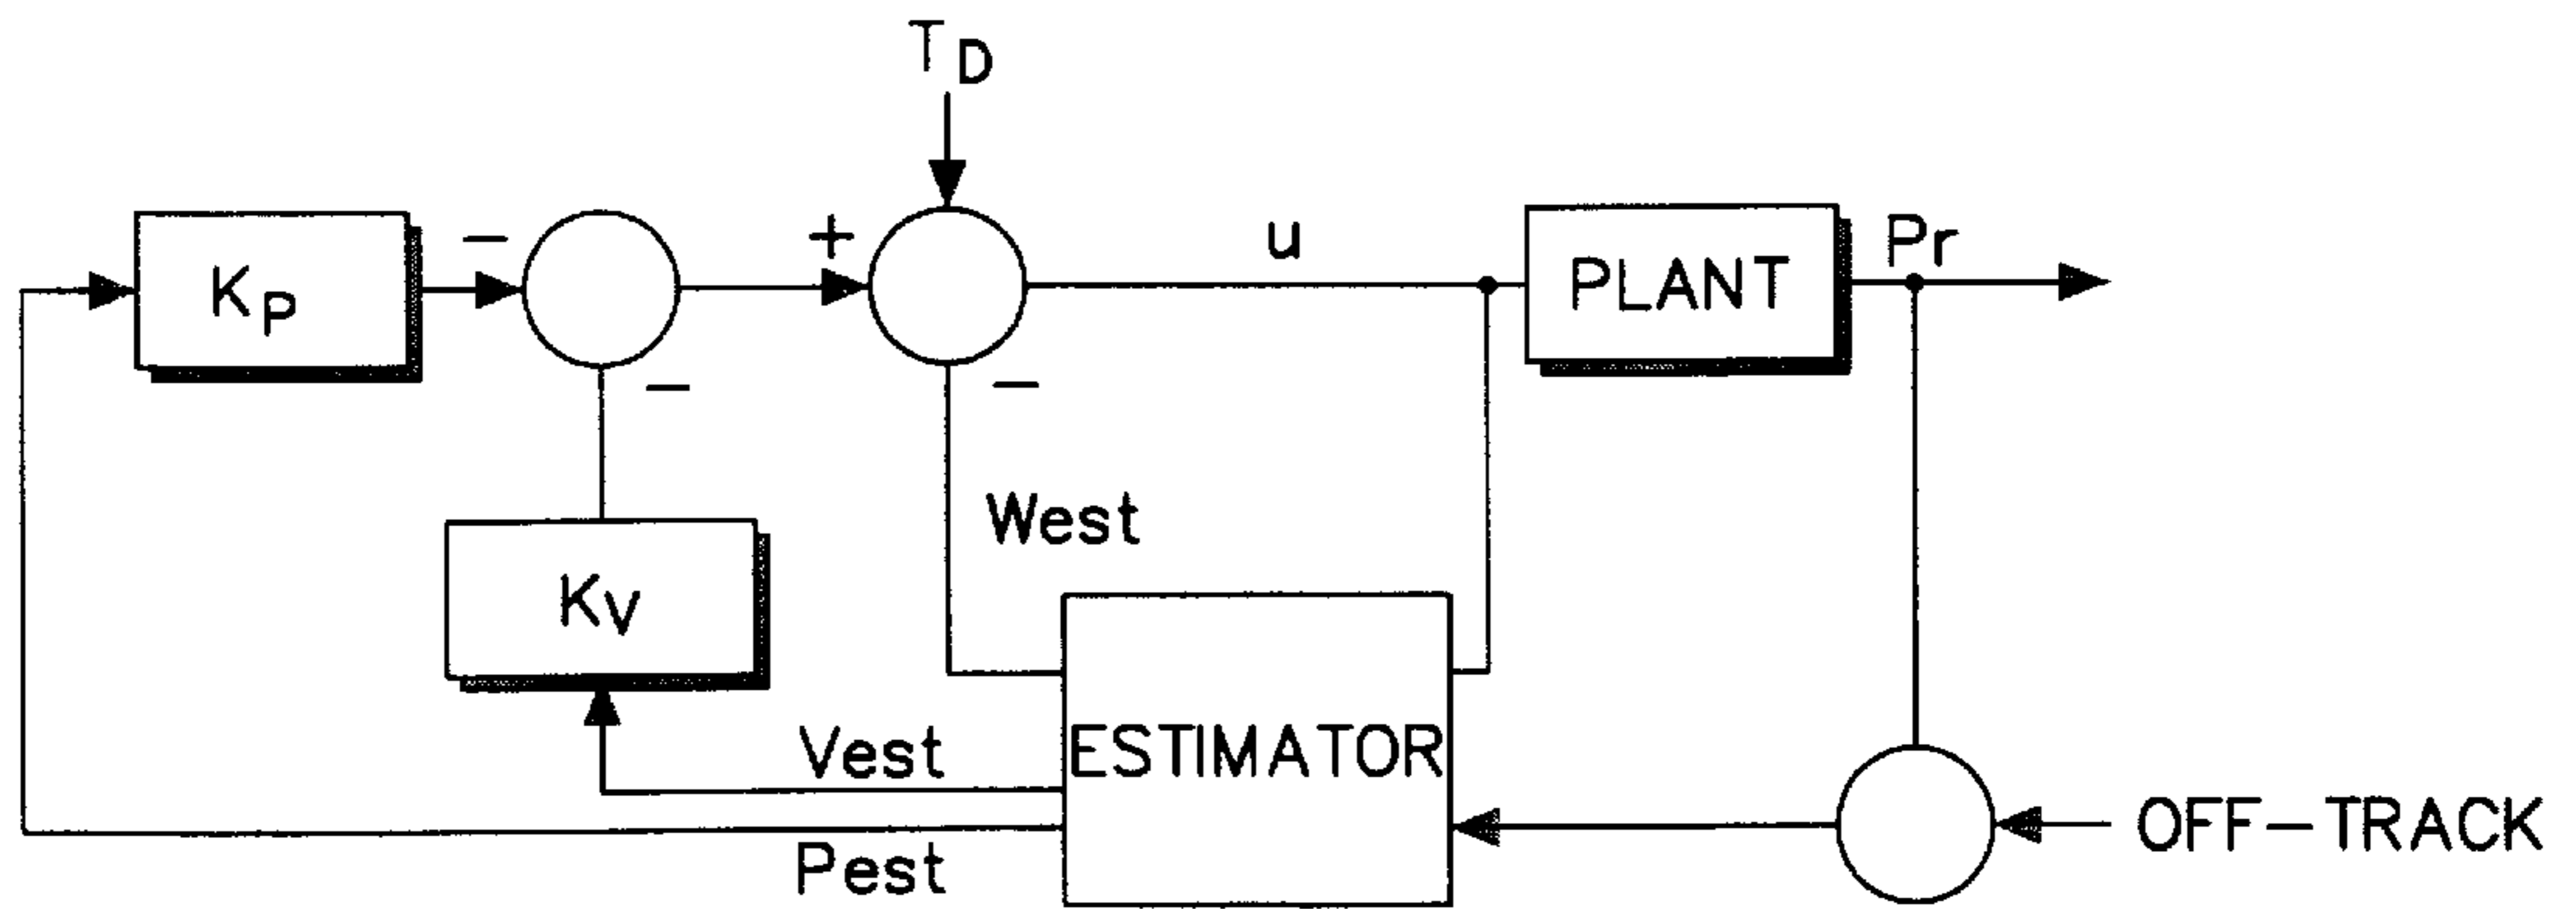 TD
KP
−
+
u
PLANT
Pr
−
−
West
KV
Vest
ESTIMATOR
OFF−TRACK
Pest